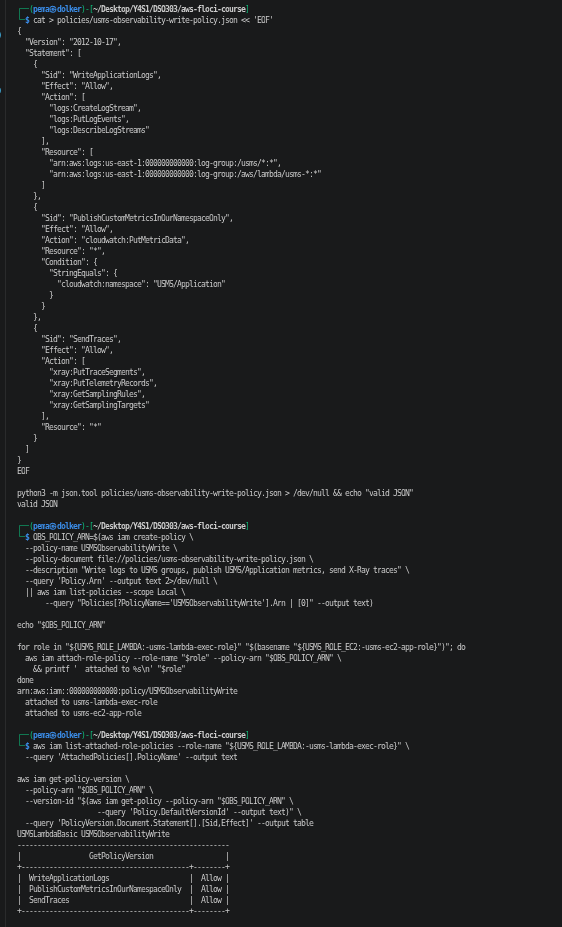 ┌──(pema㉿dolker)-[~/Desktop/Y4S1/DSO303/aws-floci-course]
└─$ cat > policies/usms-observability-write-policy.json << 'EOF'
{
  "Version": "2012-10-17",
  "Statement": [
    {
      "Sid": "WriteApplicationLogs",
      "Effect": "Allow",
      "Action": [
        "logs:CreateLogStream",
        "logs:PutLogEvents",
        "logs:DescribeLogStreams"
      ],
      "Resource": [
        "arn:aws:logs:us-east-1:000000000000:log-group:/usms/*:*",
        "arn:aws:logs:us-east-1:000000000000:log-group:/aws/lambda/usms-*:*"
      ]
    },
    {
      "Sid": "PublishCustomMetricsInOurNamespaceOnly",
      "Effect": "Allow",
      "Action": "cloudwatch:PutMetricData",
      "Resource": "*",
      "Condition": {
        "StringEquals": {
          "cloudwatch:namespace": "USMS/Application"
        }
      }
    },
    {
      "Sid": "SendTraces",
      "Effect": "Allow",
      "Action": [
        "xray:PutTraceSegments",
        "xray:PutTelemetryRecords",
        "xray:GetSamplingRules",
        "xray:GetSamplingTargets"
      ],
      "Resource": "*"
    }
  ]
}
EOF

python3 -m json.tool policies/usms-observability-write-policy.json > /dev/null && echo "valid JSON"
valid JSON

┌──(pema㉿dolker)-[~/Desktop/Y4S1/DSO303/aws-floci-course]
└─$ OBS_POLICY_ARN=$(aws iam create-policy \
  --policy-name USMSObservabilityWrite \
  --policy-document file://policies/usms-observability-write-policy.json \
  --description "Write logs to USMS groups, publish USMS/Application metrics, send X-Ray traces" \
  --query 'Policy.Arn' --output text 2>/dev/null \
  || aws iam list-policies --scope Local \
       --query "Policies[?PolicyName=='USMSObservabilityWrite'].Arn | [0]" --output text)

echo "$OBS_POLICY_ARN"

for role in "${USMS_ROLE_LAMBDA:-usms-lambda-exec-role}" "$(basename "${USMS_ROLE_EC2:-usms-ec2-app-role}")"; do
  aws iam attach-role-policy --role-name "$role" --policy-arn "$OBS_POLICY_ARN" \
    && printf '  attached to %s\n' "$role"
done
arn:aws:iam::000000000000:policy/USMSObservabilityWrite
  attached to usms-lambda-exec-role
  attached to usms-ec2-app-role

┌──(pema㉿dolker)-[~/Desktop/Y4S1/DSO303/aws-floci-course]
└─$ aws iam list-attached-role-policies --role-name "${USMS_ROLE_LAMBDA:-usms-lambda-exec-role}" \
  --query 'AttachedPolicies[].PolicyName' --output text

aws iam get-policy-version \
  --policy-arn "$OBS_POLICY_ARN" \
  --version-id "$(aws iam get-policy --policy-arn "$OBS_POLICY_ARN" \
                    --query 'Policy.DefaultVersionId' --output text)" \
  --query 'PolicyVersion.Document.Statement[].[Sid,Effect]' --output table
USMSLambdaBasic USMSObservabilityWrite
-----------------------------------------------------
|                 GetPolicyVersion                  |
+------------------------------------------+--------+
|  WriteApplicationLogs                    |  Allow |
|  PublishCustomMetricsInOurNamespaceOnly  |  Allow |
|  SendTraces                              |  Allow |
+------------------------------------------+--------+